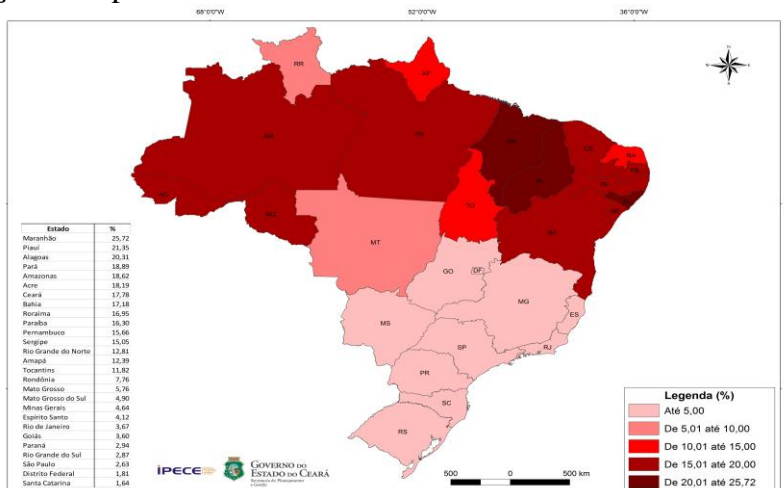 68°0'0"W 52°0'0"W 36°0'0"W
RR
AP
AM
PA
MA
CE
RN
PB
PI
PE
AC
RO
TO
BA
MT
GO
DF
MG
ES
MS
SP
RJ
PR
SC
RS
Estado %
Maranhão 25,72
Piauí 21,35
Alagoas 20,31
Pará 18,89
Amazonas 18,62
Acre 18,19
Ceará 17,78
Bahia 17,18
Roraima 16,95
Paraíba 16,30
Pernambuco 15,66
Sergipe 15,05
Rio Grande do Norte 12,81
Amapá 12,39
Tocantins 11,82
Rondônia 7,76
Mato Grosso 5,76
Mato Grosso do Sul 4,90
Minas Gerais 4,64
Espírito Santo 4,12
Rio de Janeiro 3,67
Goiás 3,60
Paraná 2,94
Rio Grande do Sul 2,87
São Paulo 2,63
Distrito Federal 1,81
Santa Catarina 1,64
IPECE
GOVERNO DO
ESTADO DO CEARÁ
Secretaria do Planejamento
e Gestão
500 0 500 km
Legenda (%)
Até 5,00
De 5,01 até 10,00
De 10,01 até 15,00
De 15,01 até 20,00
De 20,01 até 25,72